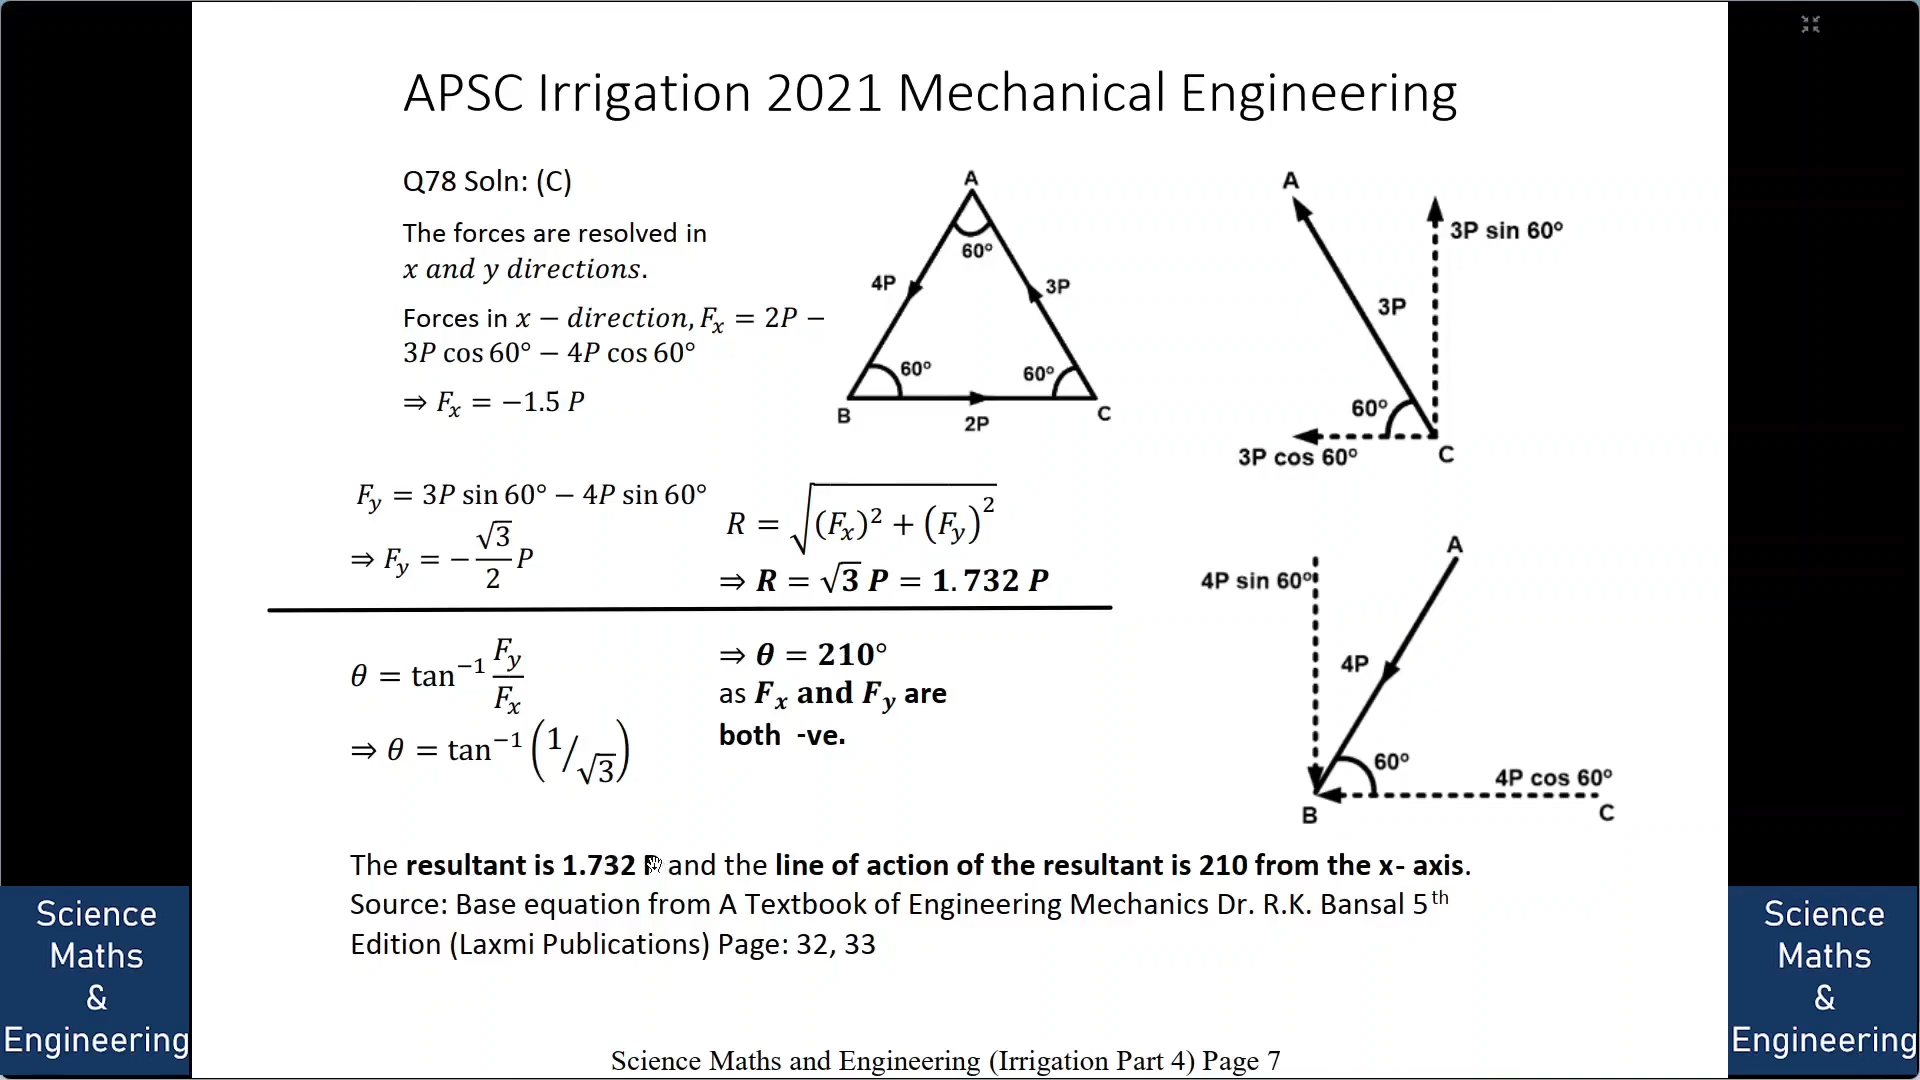 APSC Irrigation 2021 Mechanical Engineering
Q78 Soln: (C)
The forces are resolved in
x and y directions.
Forces in x − direction, Fₓ = 2P −
3P cos 60° − 4P cos 60°
⇒ Fₓ = −1.5 P
A
60°
4P
3P
60°
60°
B
2P
C
A
3P sin 60°
3P
60°
3P cos 60°
C
F_y = 3P sin 60° − 4P sin 60°
⇒ F_y = −√3/2 P
R = √((Fₓ)² + (F_y)²)
⇒ R = √3 P = 1.732 P
A
4P sin 60°
4P
60°
4P cos 60°
B
C
θ = tan⁻¹ F_y/Fₓ
⇒ θ = tan⁻¹ (1/√3)
⇒ θ = 210°
as Fₓ and F_y are
both -ve.
The resultant is 1.732 P and the line of action of the resultant is 210 from the x- axis.
Source: Base equation from A Textbook of Engineering Mechanics Dr. R.K. Bansal 5th
Edition (Laxmi Publications) Page: 32, 33
Science
Maths
&
Engineering
Science
Maths
&
Engineering
Science Maths and Engineering (Irrigation Part 4) Page 7